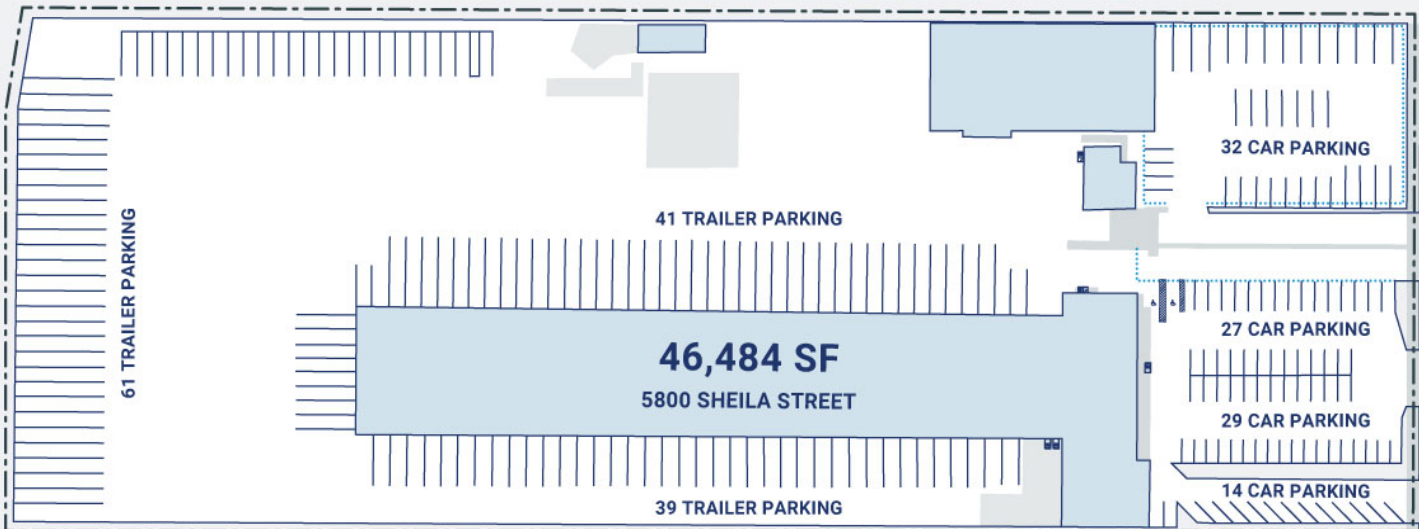 32 CAR PARKING
41 TRAILER PARKING
61 TRAILER PARKING
27 CAR PARKING
46,484 SF
5800 SHEILA STREET
29 CAR PARKING
14 CAR PARKING
39 TRAILER PARKING